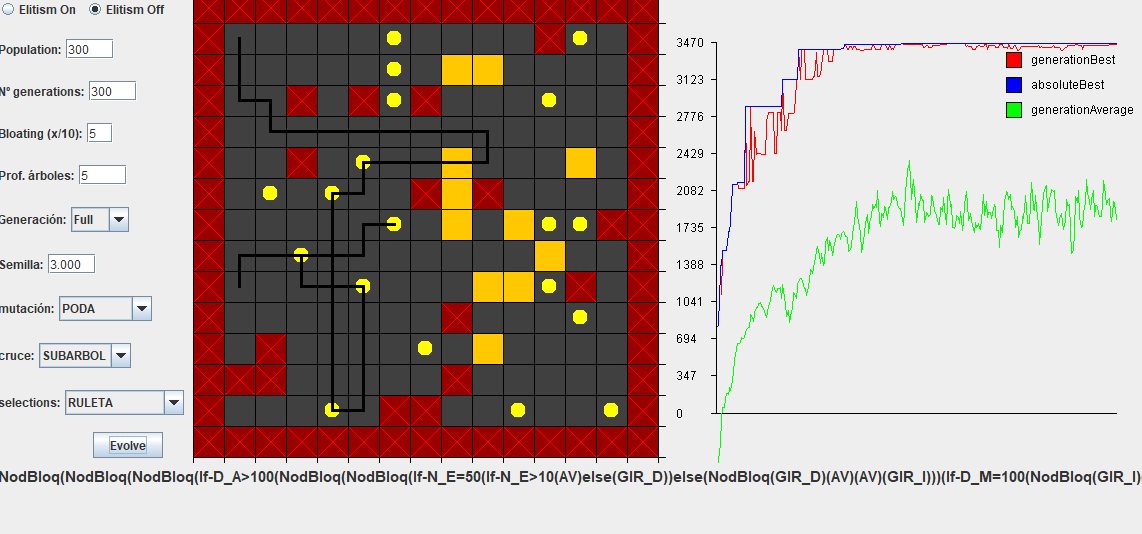 Elitism On Elitism Off
Population: 300
Nº generations: 300
Bloating (x/10): 5
Prof. árboles: 5
Generación: Full
Semilla: 3.000
mutación: PODA
cruce: SUBARBOL
selections: RULETA
Evolve
3470
3123
2776
2429
2082
1735
1388
1041
694
347
0
generationBest
absoluteBest
generationAverage
NodBloq(NodBloq(NodBloq(If-D_A>100(NodBloq(NodBloq(If-N_E=50(If-N_E>10(AV)else(GIR_D))else(NodBloq(GIR_D)(AV)(AV)(GIR_I)))(If-D_M=100(NodBloq(GIR_I)(